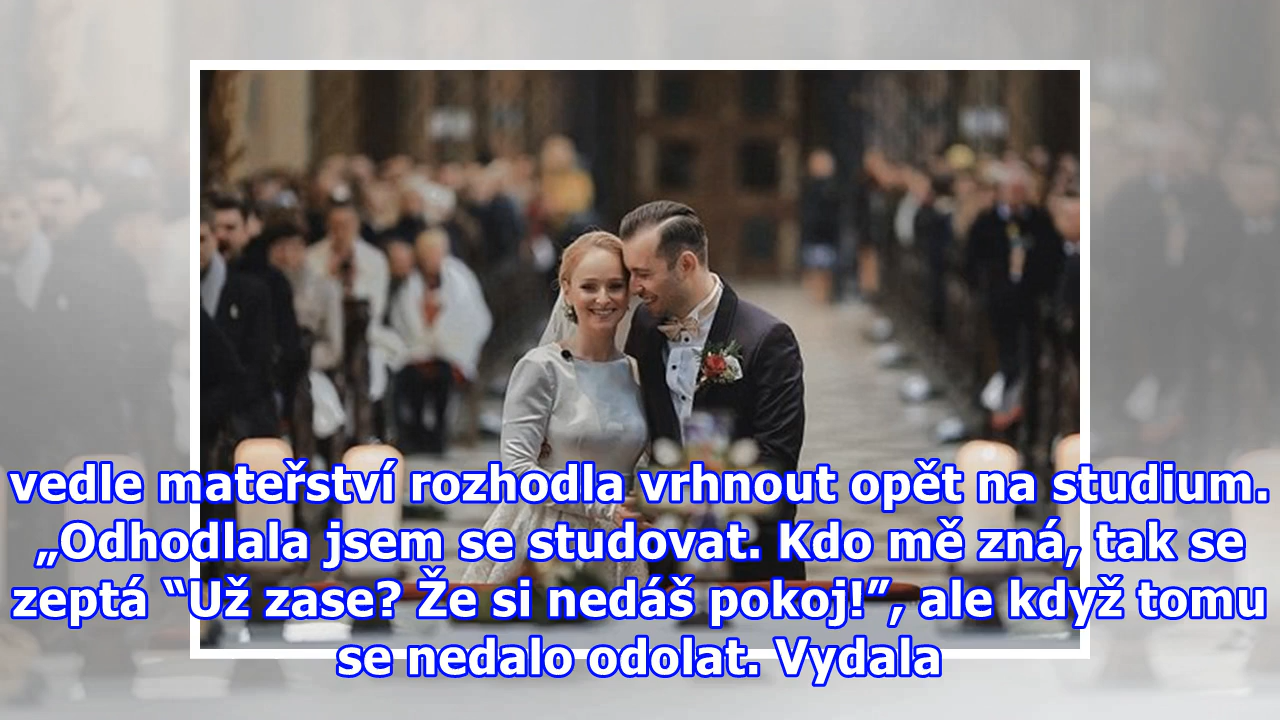 vedle mateřství rozhodla vrhnout opět na studium.
„Odhodlala jsem se studovat. Kdo mě zná, tak se
zeptá “Už zase? Že si nedáš pokoj!”, ale když tomu
se nedalo odolat. Vydala